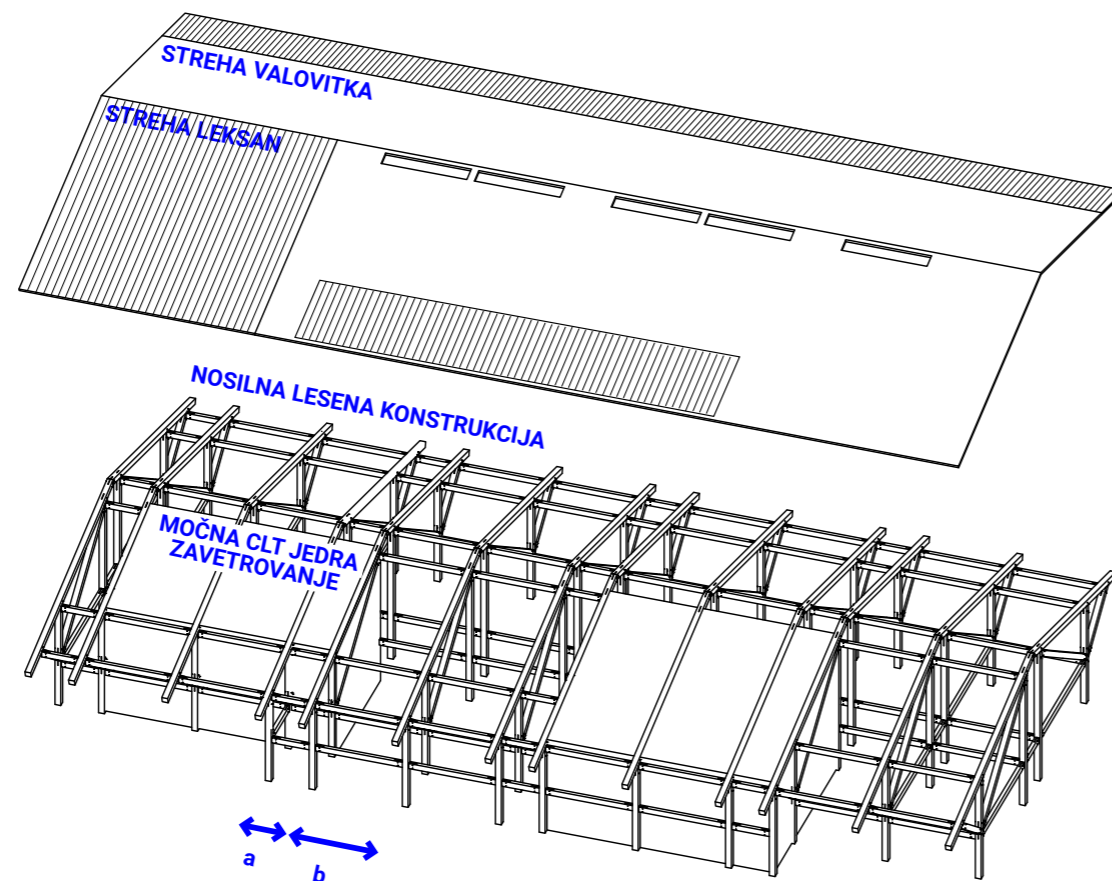 STREHA VALOVITKA
STREHA LEKSAN
NOSILNA LESENA KONSTRUKCIJA
MOČNA CLT JEDRA
ZAVETROVANJE
a
b